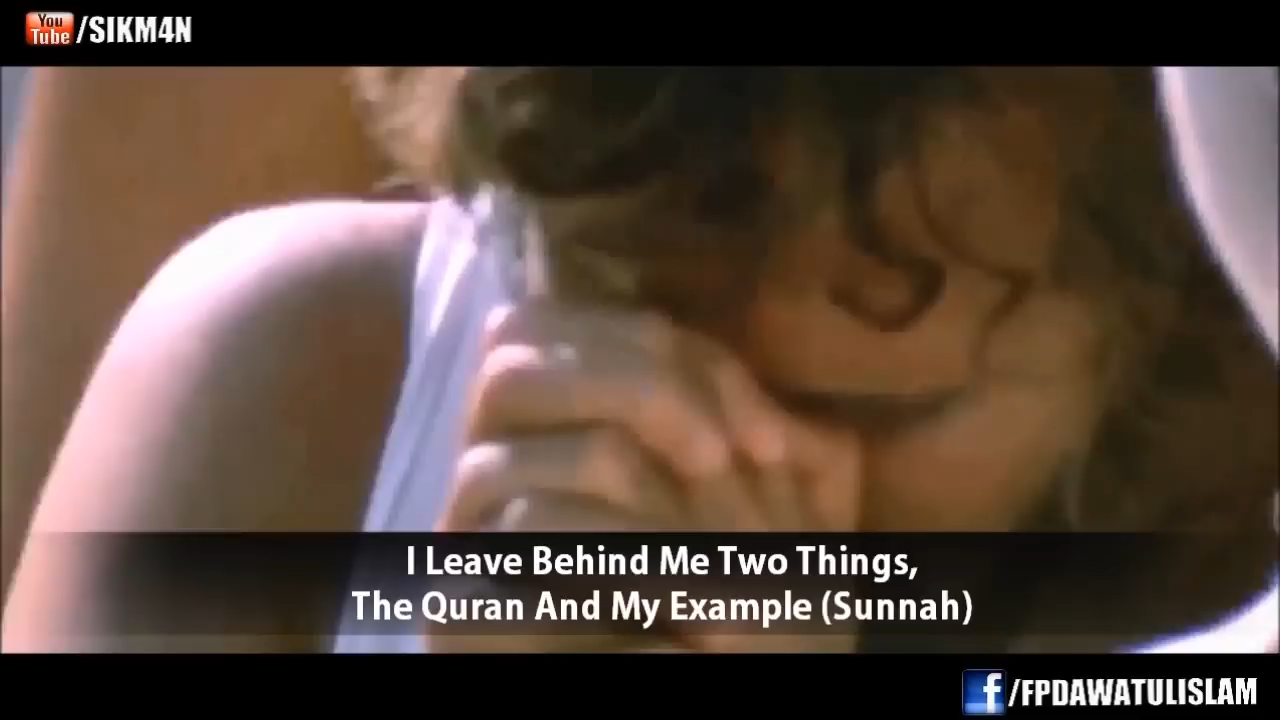 You Tube /SIKM4N
I Leave Behind Me Two Things,
The Quran And My Example (Sunnah)
f/FPDAWATULISLAM